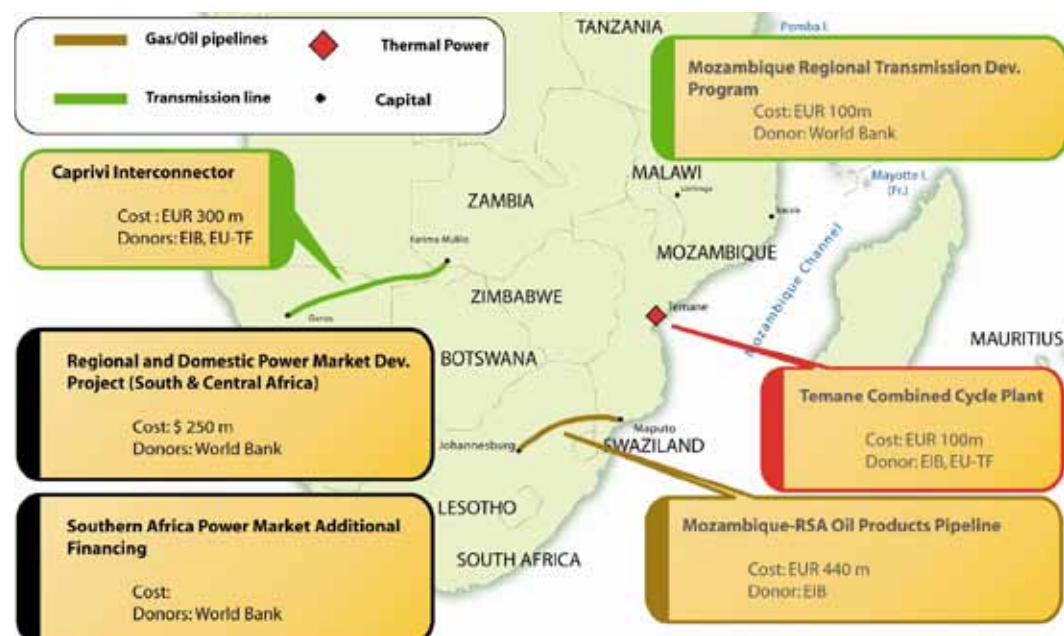 Gas/Oil pipelines
Thermal Power
Transmission line
Capital
TANZANIA
Pemba I.
Mozambique Regional Transmission Dev.
Program
Cost: EUR 100m
Donor: World Bank
Caprivi Interconnector
Cost : EUR 300 m
Donors: EIB, EU-TF
MALAWI
Mayotte I.
(Fr.)
ZAMBIA
MOZAMBIQUE
Mozambique Channel
ZIMBABWE
Temane
Regional and Domestic Power Market Dev.
Project (South & Central Africa)
Cost: $ 250 m
Donors: World Bank
BOTSWANA
MAURITIUS
Temane Combined Cycle Plant
Cost: EUR 100m
Donor: EIB, EU-TF
Johannesburg
Maputo
SWAZILAND
LESOTHO
SOUTH AFRICA
Southern Africa Power Market Additional
Financing
Cost:
Donors: World Bank
Mozambique-RSA Oil Products Pipeline
Cost: EUR 440 m
Donor: EIB